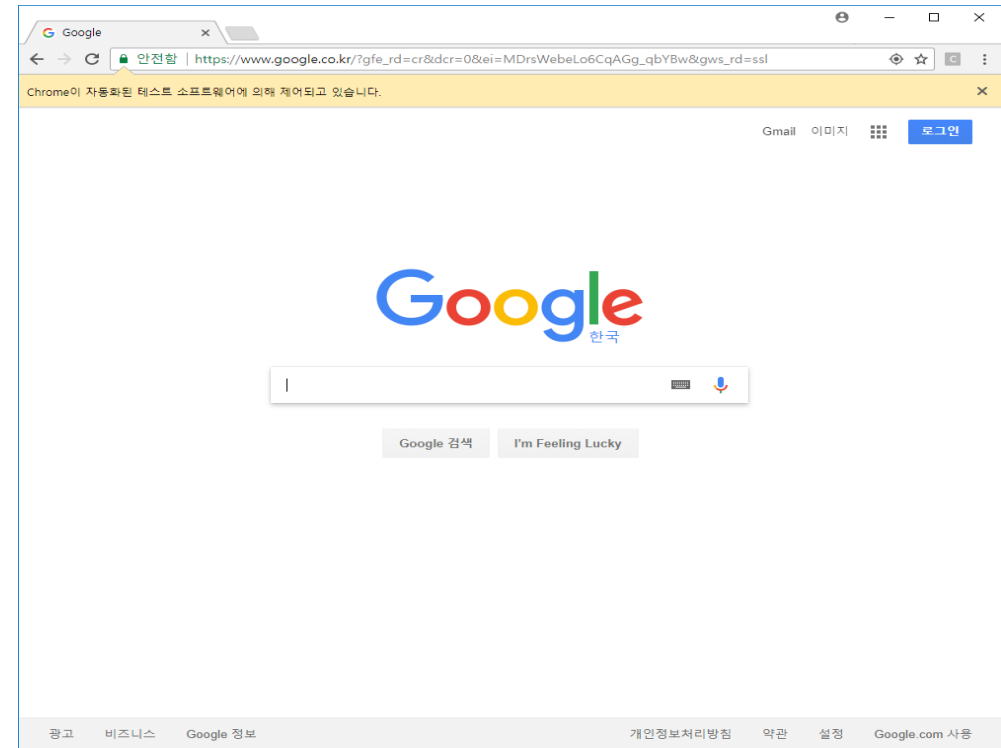 Google
안전함 | https://www.google.co.kr/?gfe_rd=cr&dcr=0&ei=MDrsWebeLo6CqAGg_qbYBw&gws_rd=ssl
C
Chrome이 자동화된 테스트 소프트웨어에 의해 제어되고 있습니다.
Gmail 이미지 로그인
Google
한국
Google 검색 I'm Feeling Lucky
광고 비즈니스 Google 정보 개인정보처리방침 약관 설정 Google.com 사용